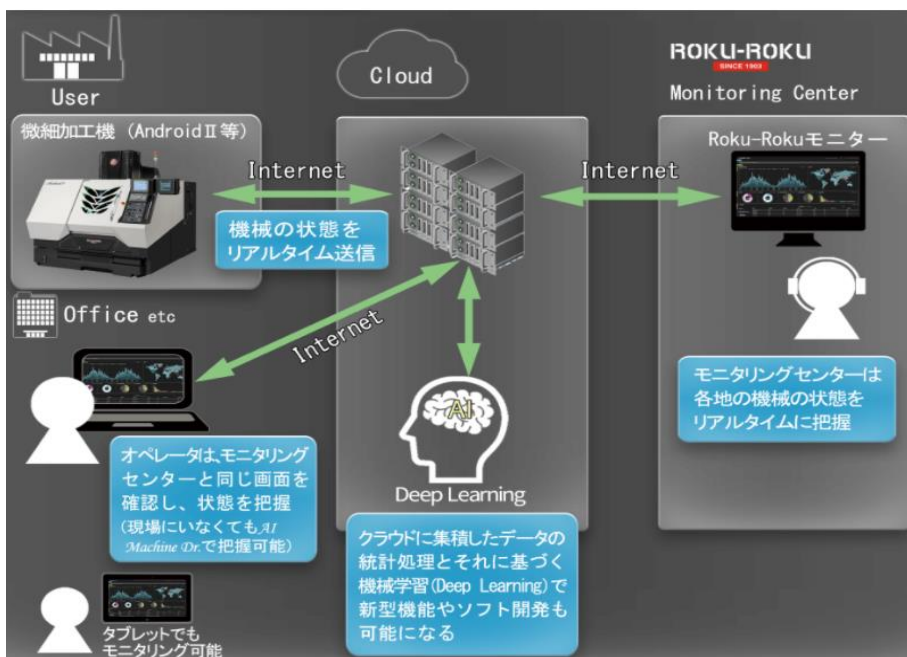 User
微細加工機 (AndroidⅡ等)
Internet
機械の状態を
リアルタイム送信
Office etc
Internet
オペレータは、モニタリング
センターと同じ画面を
確認し、状態を把握
(現場にいなくてもAI
Machine Dr.で把握可能)
タブレットでも
モニタリング可能
Cloud
AI
Deep Learning
クラウドに集積したデータの
統計処理とそれに基づく
機械学習(Deep Learning)で
新型機能やソフト開発も
可能になる
Internet
ROKU-ROKU
SINCE 1903
Monitoring Center
Roku-Rokuモニター
モニタリングセンターは
各地の機械の状態を
リアルタイムに把握